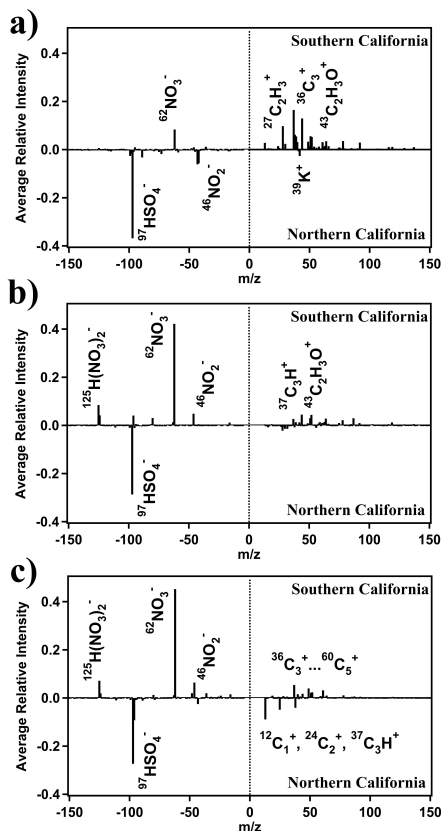 a)
Southern California
Average Relative Intensity
0.4
0.2
0.0
-0.2
-0.4
62NO3-
27C2H3+
36C3+
43C2H3O+
97HSO4-
46NO2-
39K+
Northern California
-150 -100 -50 0 50 100 150
m/z
b)
Southern California
Average Relative Intensity
0.4
0.2
0.0
-0.2
-0.4
125H(NO3)2-
62NO3-
46NO2-
37C3H+
43C2H3O+
97HSO4-
Northern California
-150 -100 -50 0 50 100 150
m/z
c)
Southern California
Average Relative Intensity
0.4
0.2
0.0
-0.2
-0.4
125H(NO3)2-
62NO3-
46NO2-
36C3+...60C5+
97HSO4-
12C1+, 24C2+, 37C3H+
Northern California
-150 -100 -50 0 50 100 150
m/z